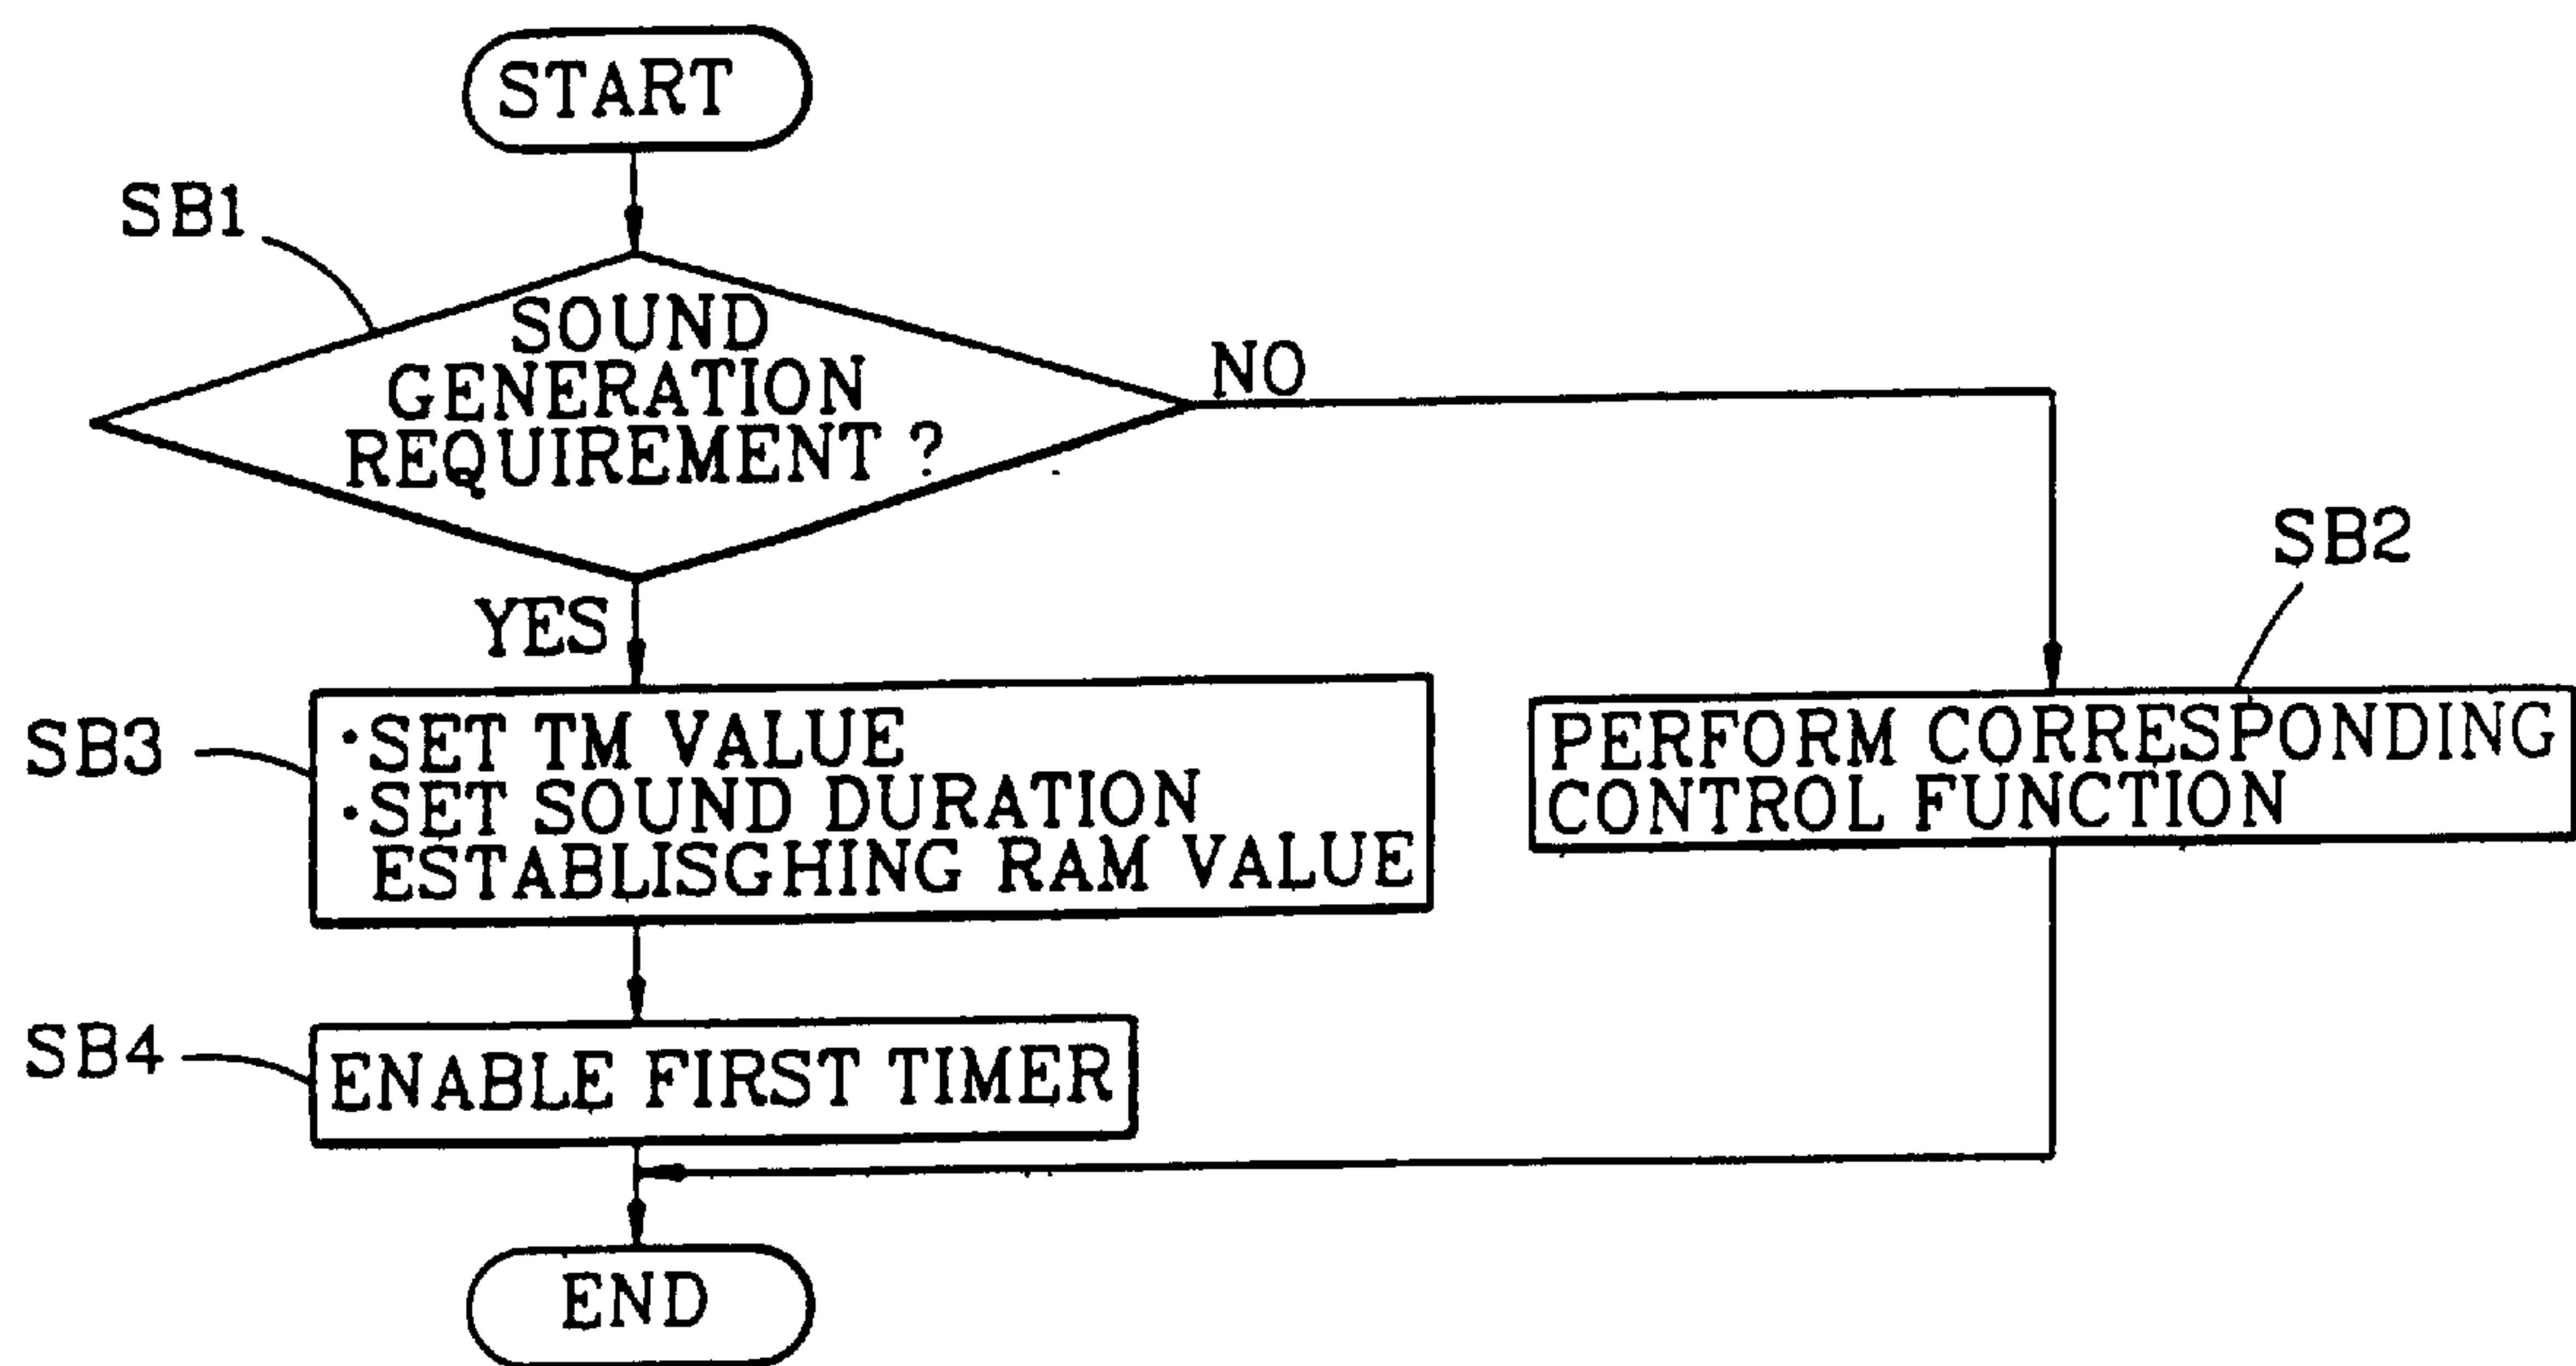 START
SB1
SOUND
GENERATION
REQUIREMENT ?
NO
YES
SB2
SB3
·SET TM VALUE
·SET SOUND DURATION
ESTABLISGHING RAM VALUE
PERFORM CORRESPONDING
CONTROL FUNCTION
SB4
ENABLE FIRST TIMER
END